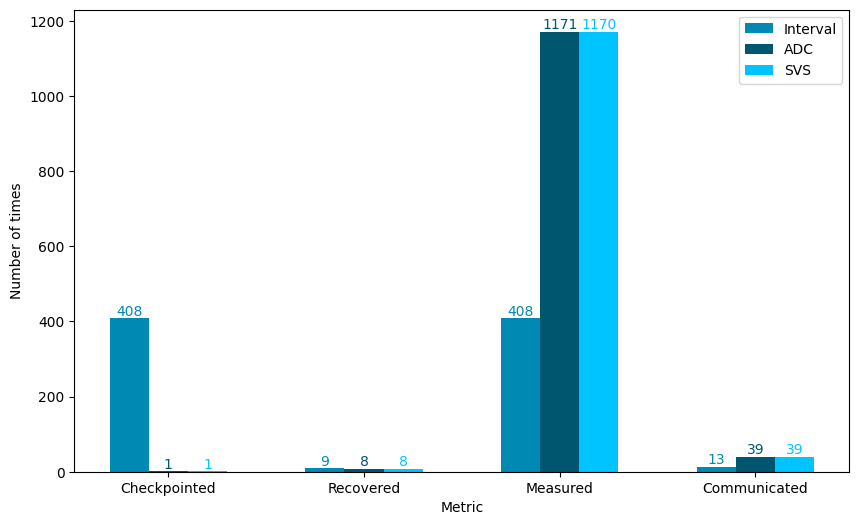 Number of times
1200
1000
800
600
400
200
0
408
1
1
9
8
8
408
1171
1170
13
39
39
Interval
ADC
SVS
Checkpointed
Recovered
Measured
Communicated
Metric